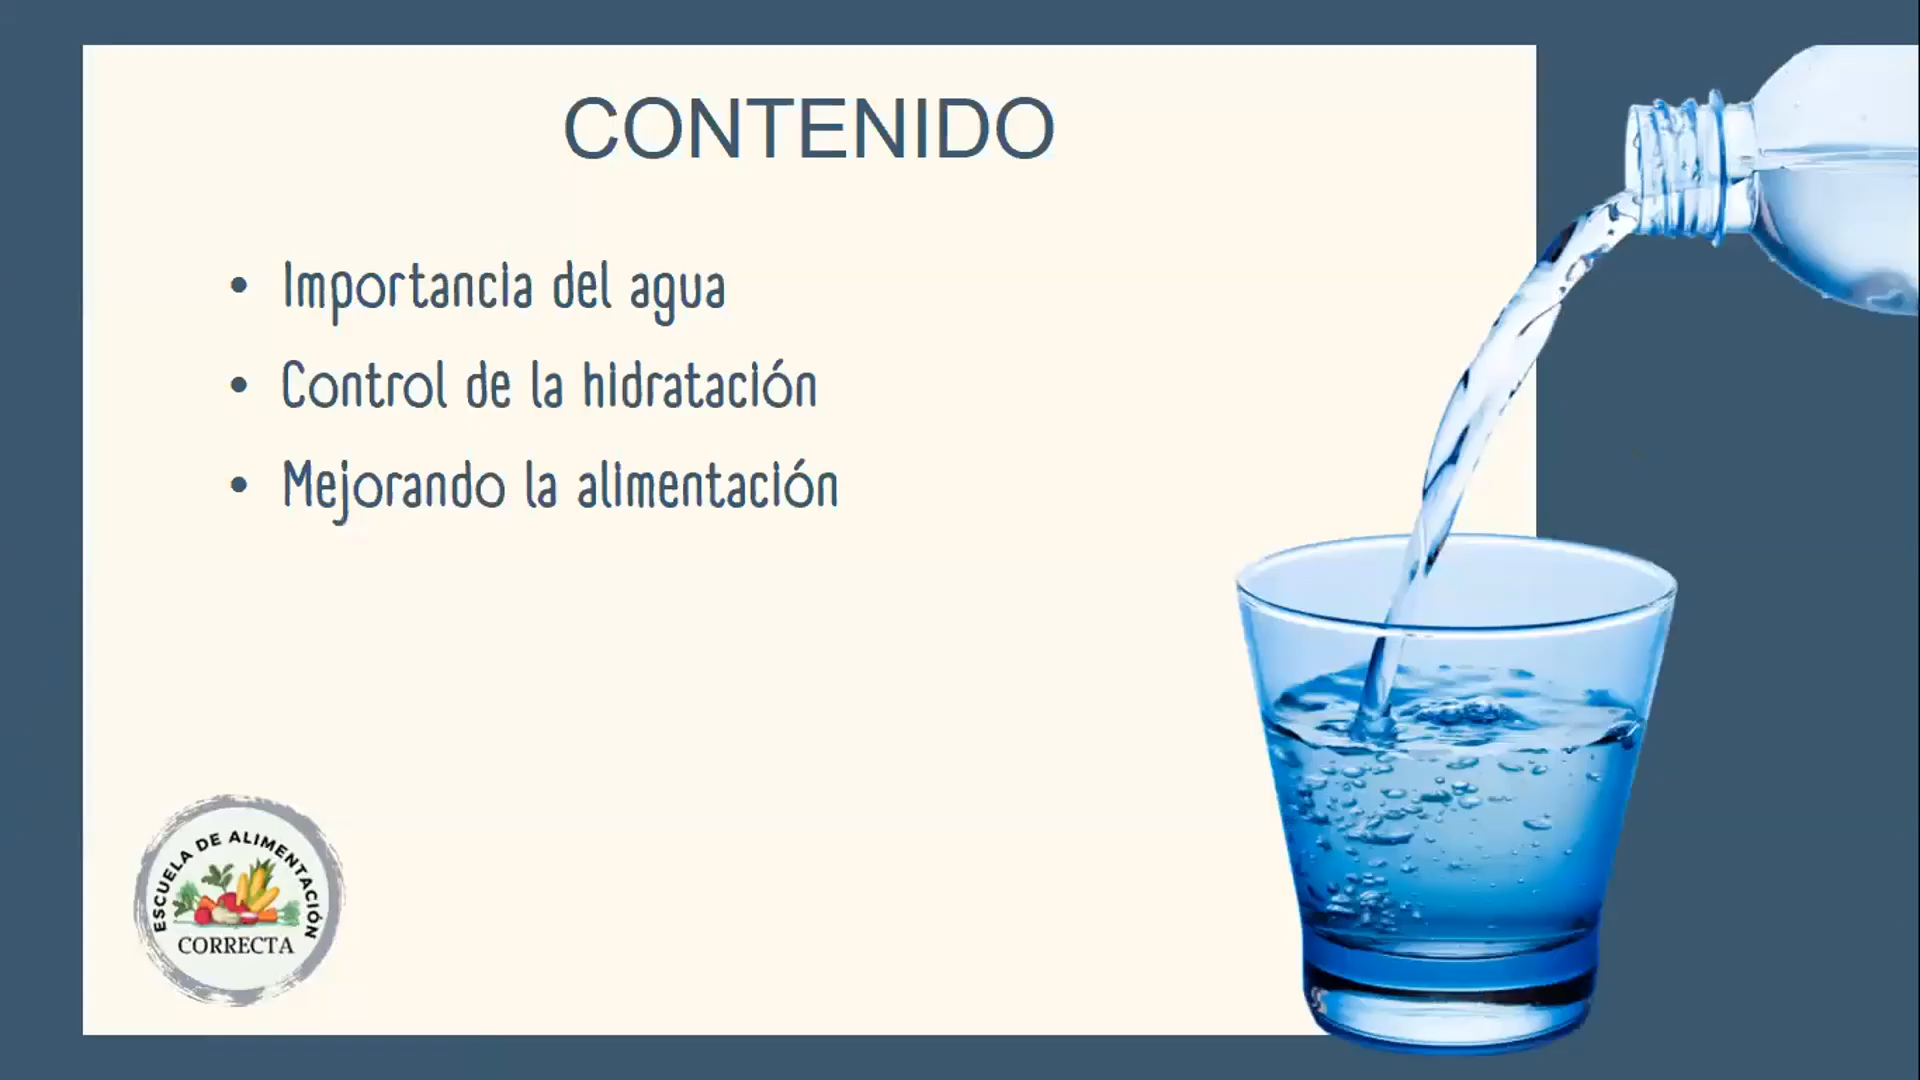 CONTENIDO
• Importancia del agua
• Control de la hidratación
• Mejorando la alimentación
ESCUELA DE ALIMENTACIÓN
CORRECTA